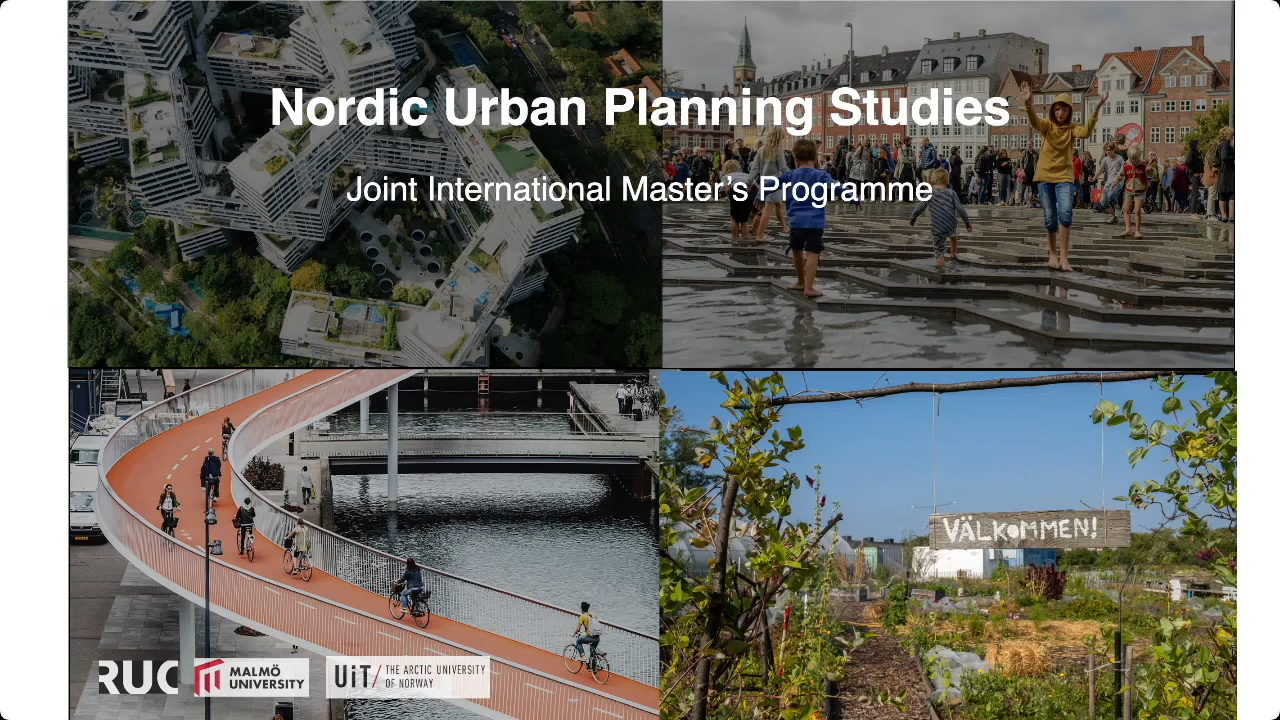 Nordic Urban Planning Studies
Joint International Master’s Programme
VÄLKOMMEN!
RUC
MALMÖ
UNIVERSITY
UiT/
THE ARCTIC UNIVERSITY
OF NORWAY